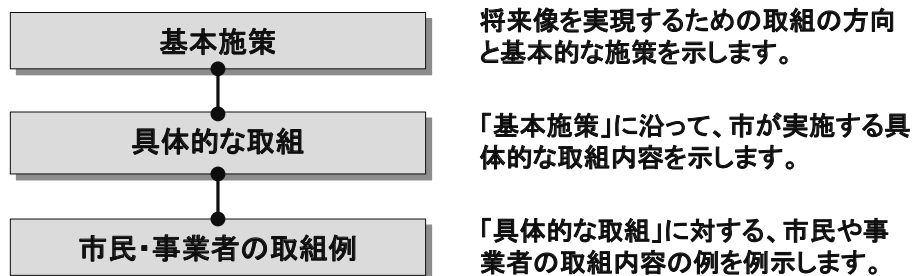 基本施策
将来像を実現するための取組の方向
と基本的な施策を示します。
具体的な取組
「基本施策」に沿って、市が実施する具
体的な取組内容を示します。
市民・事業者の取組例
「具体的な取組」に対する、市民や事
業者の取組内容の例を例示します。